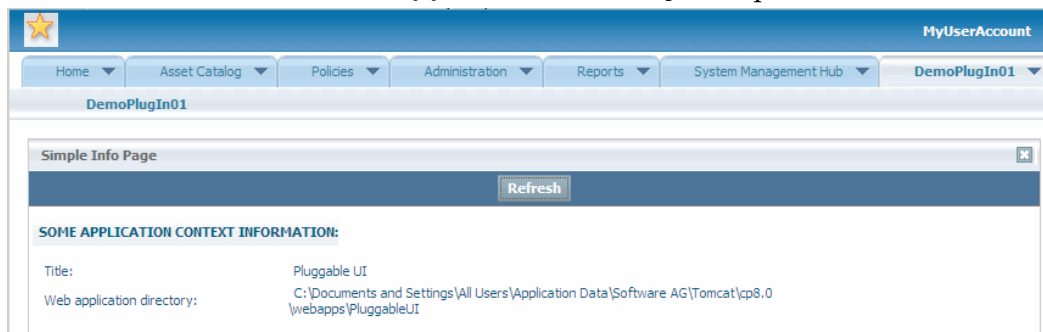 MyUserAccount
Home Asset Catalog Policies Administration Reports System Management Hub DemoPlugIn01
DemoPlugIn01
Simple Info Page
Refresh
SOME APPLICATION CONTEXT INFORMATION:
Title: Pluggable UI
Web application directory: C:\Documents and Settings\All Users\Application Data\Software AG\Tomcat\cp8.0
\webapps\PluggableUI